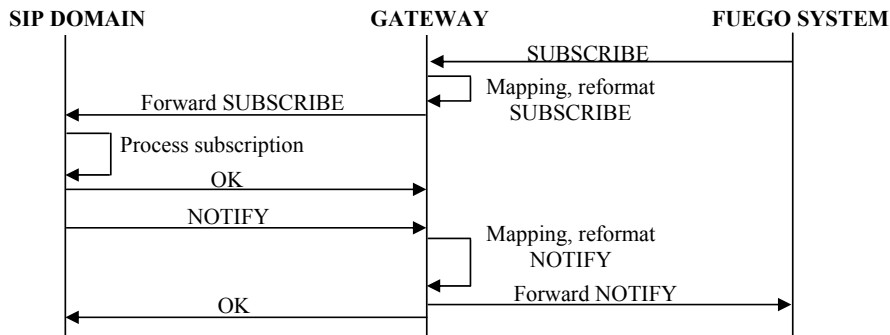 SIP DOMAIN
GATEWAY
FUEGO SYSTEM
SUBSCRIBE
Mapping, reformat
SUBSCRIBE
Forward SUBSCRIBE
Process subscription
OK
NOTIFY
Mapping, reformat
NOTIFY
Forward NOTIFY
OK